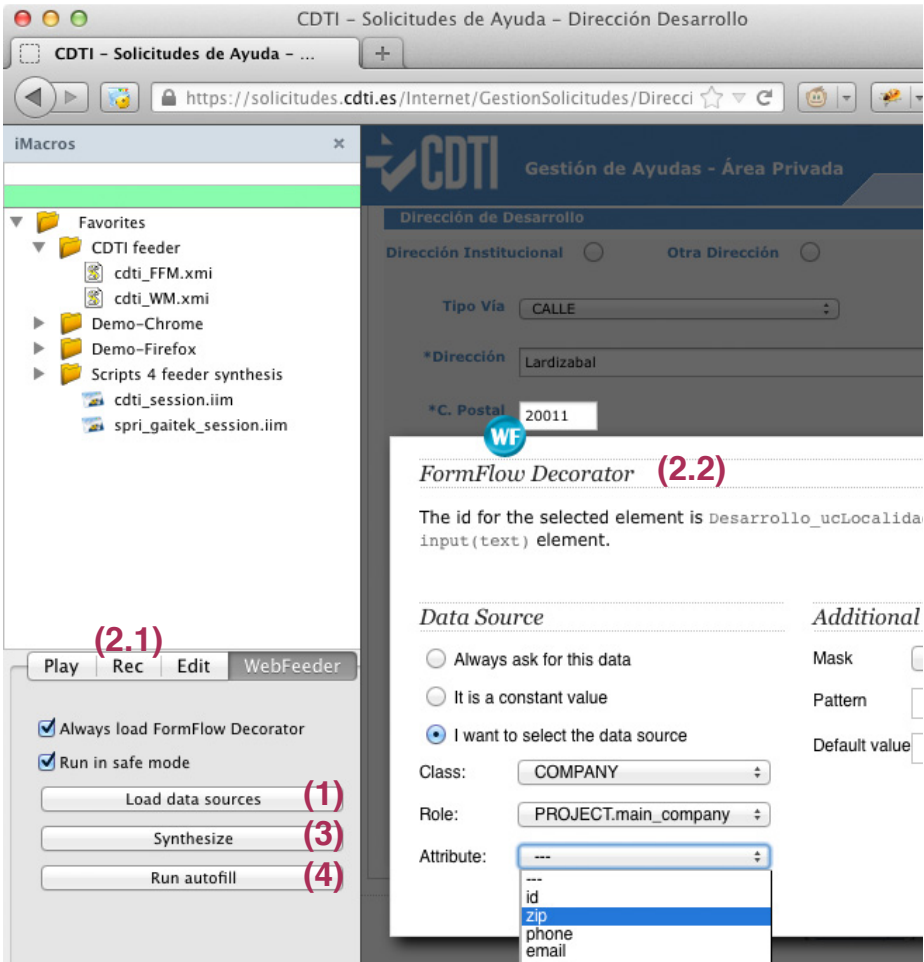 CDTI – Solicitudes de Ayuda – Dirección Desarrollo
CDTI – Solicitudes de Ayuda – ...
https://solicitudes.cdti.es/Internet/GestionSolicitudes/Direcci
iMacros
Favorites
CDTI feeder
cdti_FFM.xmi
cdti_WM.xmi
Demo-Chrome
Demo-Firefox
Scripts 4 feeder synthesis
cdti_session.iim
spri_gaitek_session.iim
(2.1)
Play Rec Edit WebFeeder
Always load FormFlow Decorator
Run in safe mode
Load data sources (1)
Synthesize (3)
Run autofill (4)
CDTI Gestión de Ayudas - Área Privada
Dirección de Desarrollo
Dirección Institucional Otra Dirección
Tipo Vía CALLE
*Dirección Lardizabal
*C. Postal 20011
WF
FormFlow Decorator (2.2)
The id for the selected element is Desarrollo_ucLocalida
input(text) element.
Data Source Additional
Always ask for this data Mask
It is a constant value Pattern
I want to select the data source Default value
Class: COMPANY
Role: PROJECT.main_company
Attribute: ---
---
id
zip
phone
email